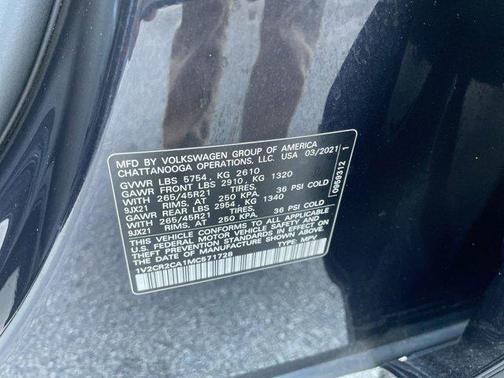 MFD BY VOLKSWAGEN GROUP OF AMERICA
CHATTANOOGA OPERATIONS, LLC. USA 03/2021
GVWR LBS 5754, KG 2610
GAWR FRONT LBS 2910, KG 1320
WITH 265/45R21 TIRES.
9JX21 RIMS. AT 250 KPA. 36 PSI COLD
GAWR REAR LBS 2954, KG 1340
WITH 265/45R21 TIRES.
9JX21 RIMS. AT 250 KPA. 36 PSI COLD
THIS VEHICLE CONFORMS TO ALL APPLICABLE
U.S. FEDERAL MOTOR VEHICLE SAFETY AND
THEFT PREVENTION STANDARDS IN EFFECT
ON THE DATE OF MANUFACTURE SHOWN ABOVE
1V2CR2CA1MC571728 TYPE: MPV
0859312 1